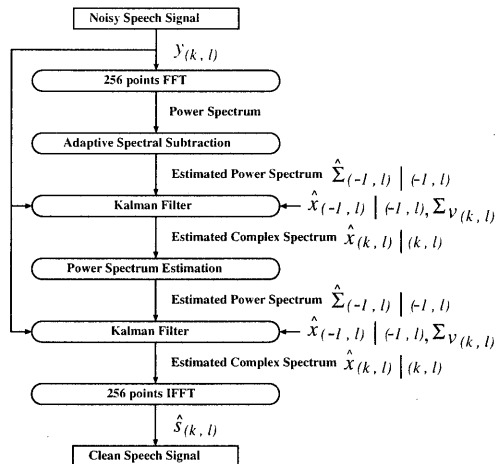 Noisy Speech Signal
y(k, l)
256 points FFT
Power Spectrum
Adaptive Spectral Subtraction
Estimated Power Spectrum Σ̂(-1, l) | (-1, l)
Kalman Filter x̂(-1, l) | (-1, l), Σν(k, l)
Estimated Complex Spectrum x̂(k, l) | (k, l)
Power Spectrum Estimation
Estimated Power Spectrum Σ̂(-1, l) | (-1, l)
Kalman Filter x̂(-1, l) | (-1, l), Σν(k, l)
Estimated Complex Spectrum x̂(k, l) | (k, l)
256 points IFFT
ŝ(k, l)
Clean Speech Signal